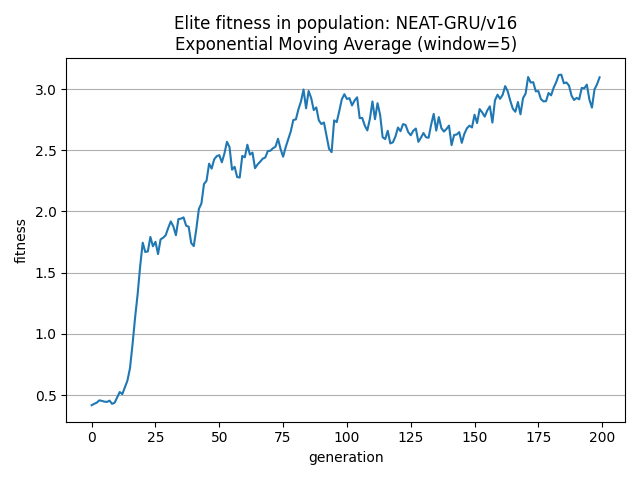 Elite fitness in population: NEAT-GRU/v16
Exponential Moving Average (window=5)
fitness
3.0
2.5
2.0
1.5
1.0
0.5
0 25 50 75 100 125 150 175 200
generation